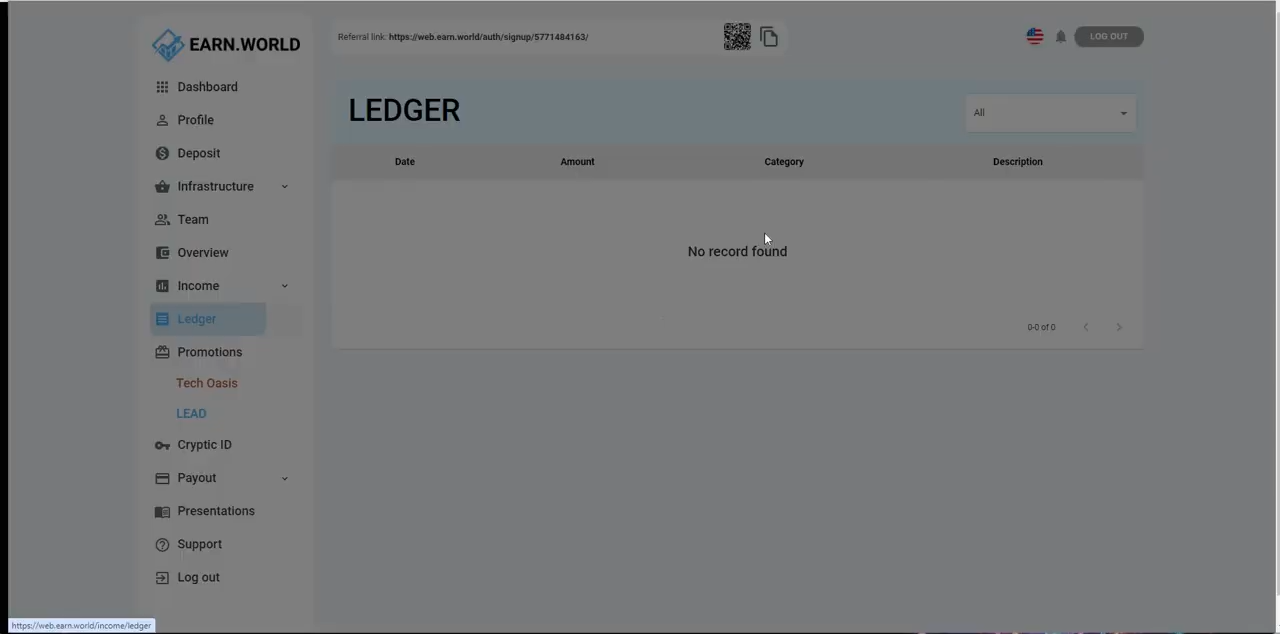 EARN.WORLD
Referral link: https://web.earn.world/auth/signup/5771484163/
LOG OUT
Dashboard
Profile
Deposit
Infrastructure
Team
Overview
Income
Ledger
Promotions
Tech Oasis
LEAD
Cryptic ID
Payout
Presentations
Support
Log out
LEDGER
All
Date Amount Category Description
No record found
0-0 of 0
https://web.earn.world/income/ledger